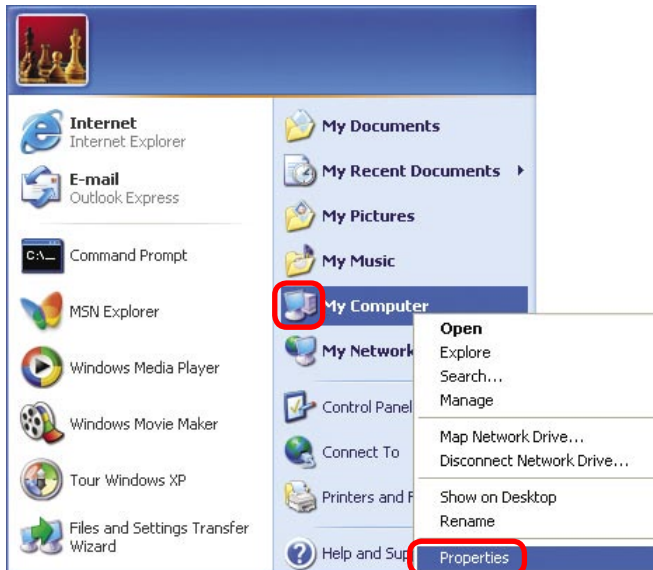 Internet
Internet Explorer
E-mail
Outlook Express
C:\_
Command Prompt
MSN Explorer
Windows Media Player
Windows Movie Maker
Tour Windows XP
Files and Settings Transfer
Wizard
My Documents
My Recent Documents
My Pictures
My Music
My Computer
My Network
Control Panel
Connect To
Printers and F
Help and Sup
Open
Explore
Search...
Manage
Map Network Drive...
Disconnect Network Drive...
Show on Desktop
Rename
Properties